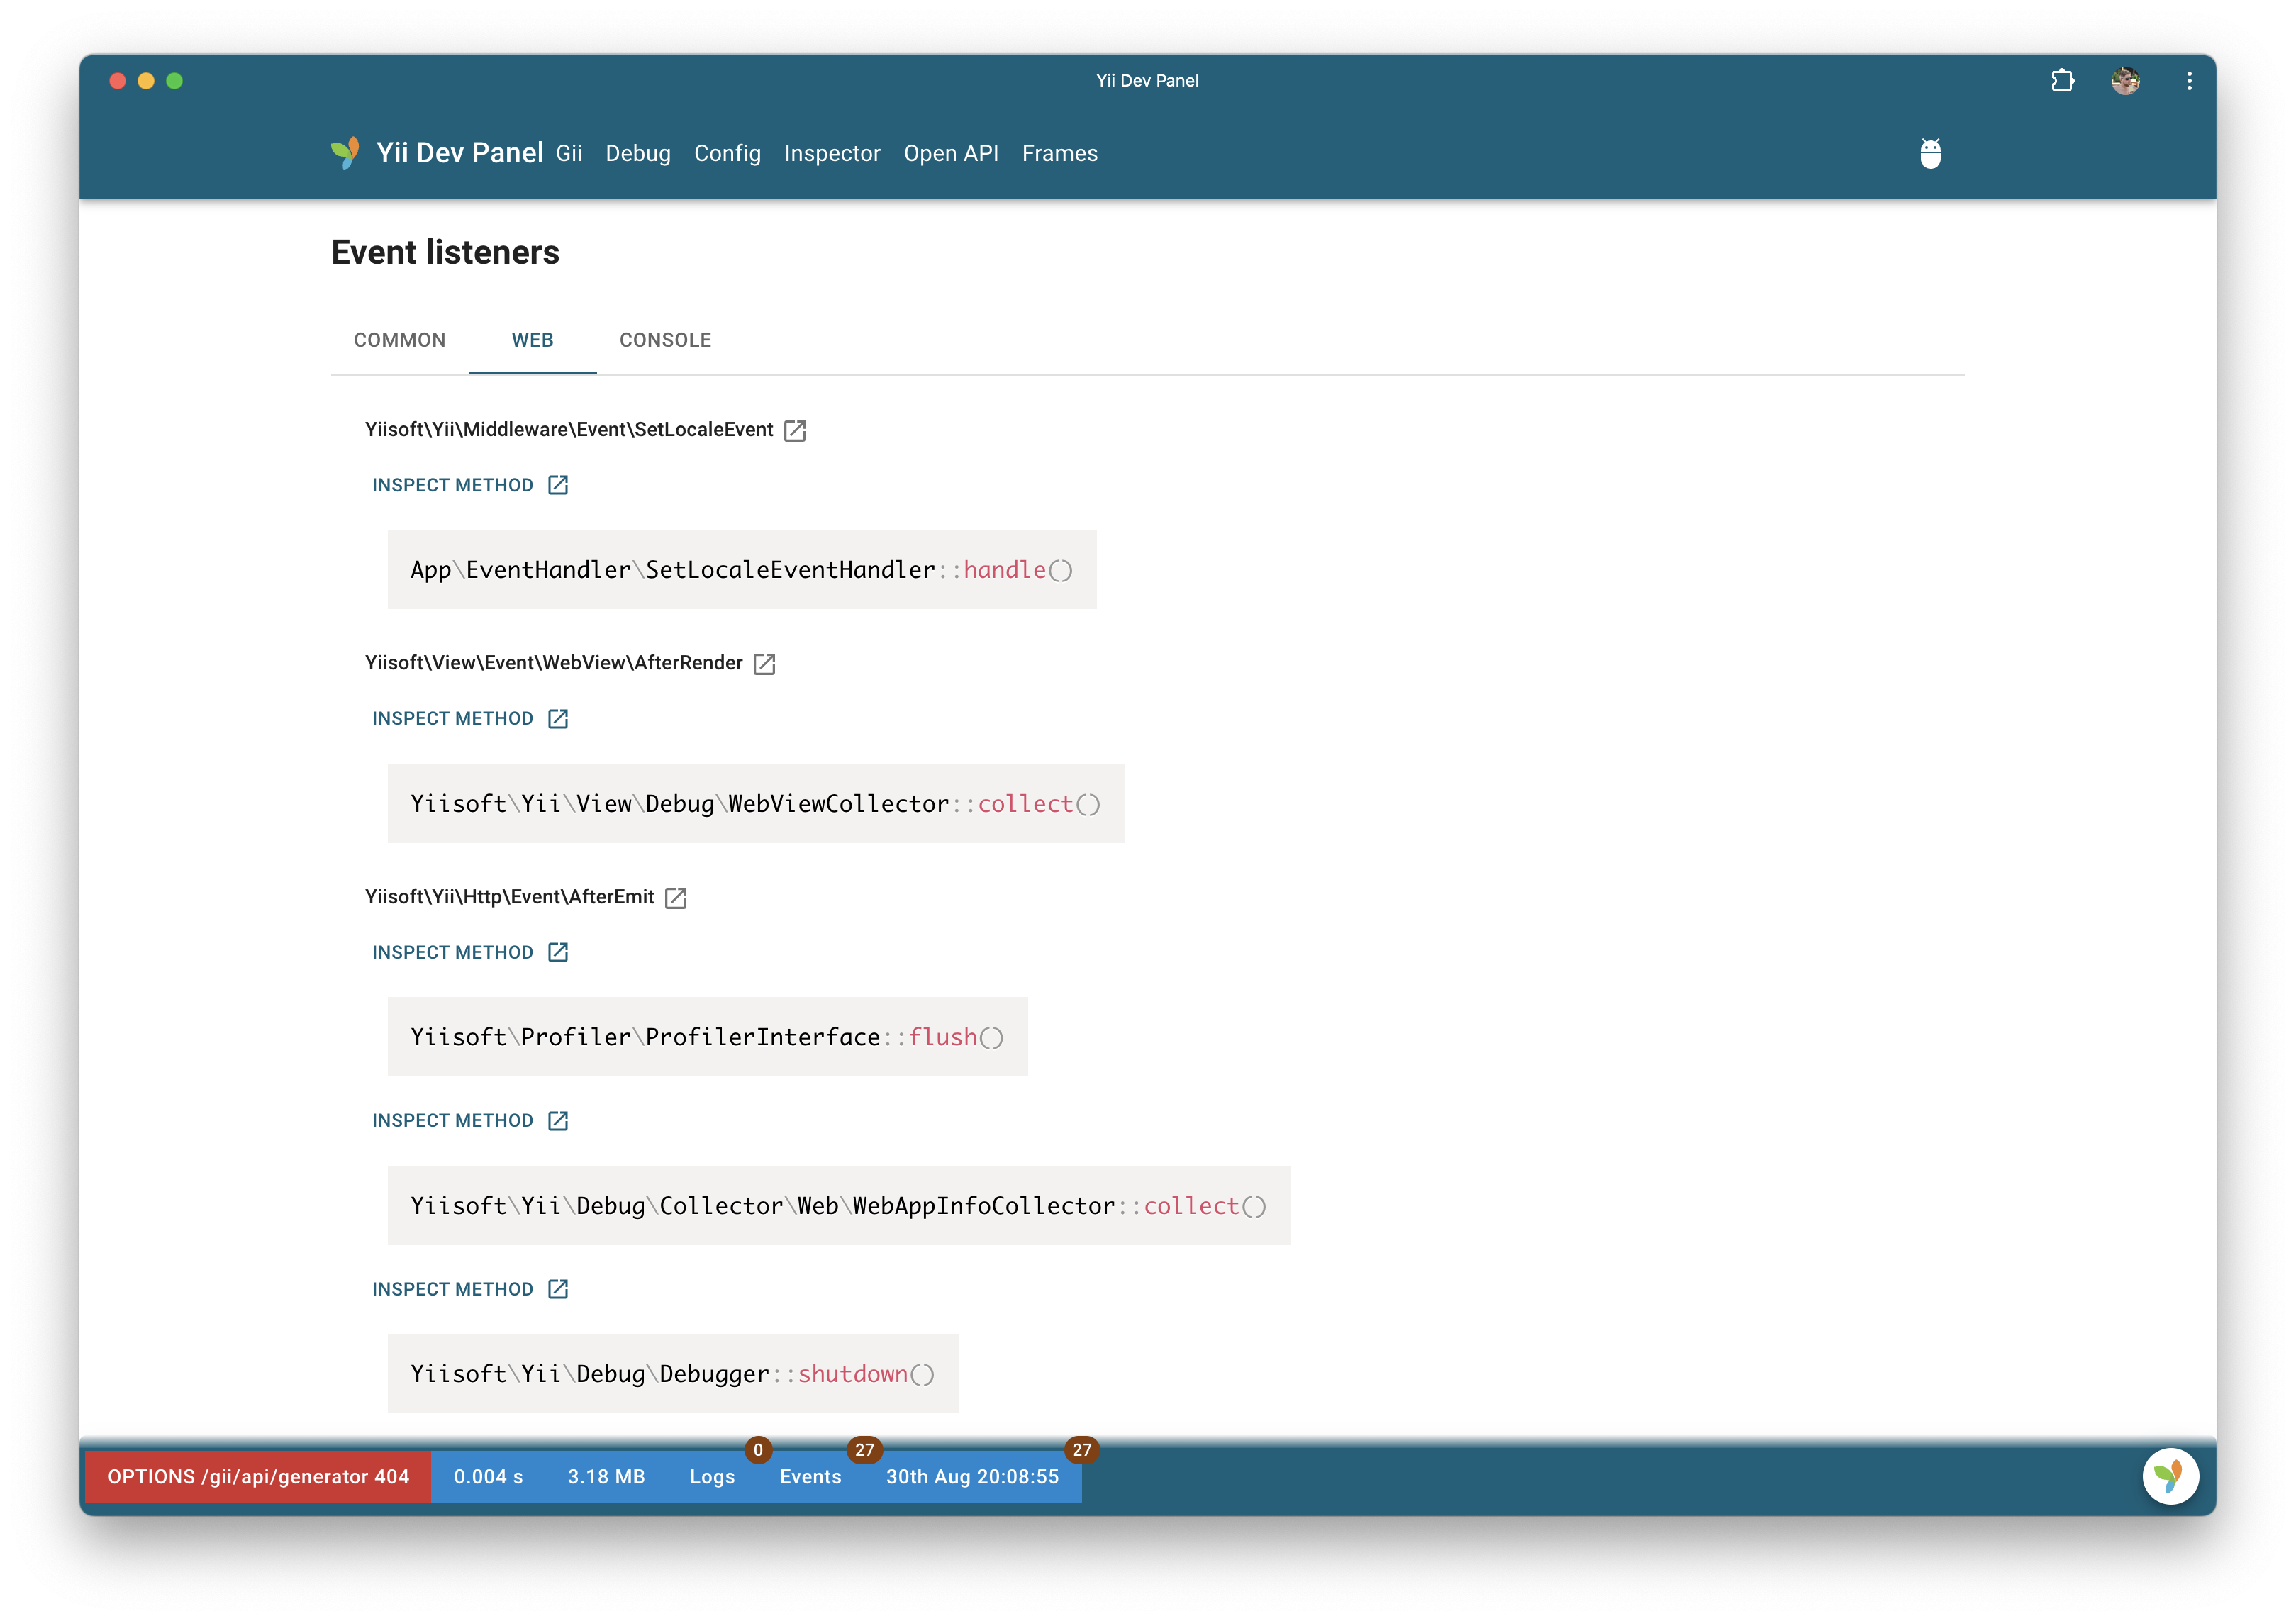 Yii Dev Panel
Yii Dev Panel Gii Debug Config Inspector Open API Frames
Event listeners
COMMON WEB CONSOLE
Yiisoft\Yii\Middleware\Event\SetLocaleEvent
INSPECT METHOD
App\EventHandler\SetLocaleEventHandler::handle()
Yiisoft\View\Event\WebView\AfterRender
INSPECT METHOD
Yiisoft\Yii\View\Debug\WebViewCollector::collect()
Yiisoft\Yii\Http\Event\AfterEmit
INSPECT METHOD
Yiisoft\Profiler\ProfilerInterface::flush()
INSPECT METHOD
Yiisoft\Yii\Debug\Collector\Web\WebAppInfoCollector::collect()
INSPECT METHOD
Yiisoft\Yii\Debug\Debugger::shutdown()
0 27 27
OPTIONS /gii/api/generator 404 0.004 s 3.18 MB Logs Events 30th Aug 20:08:55